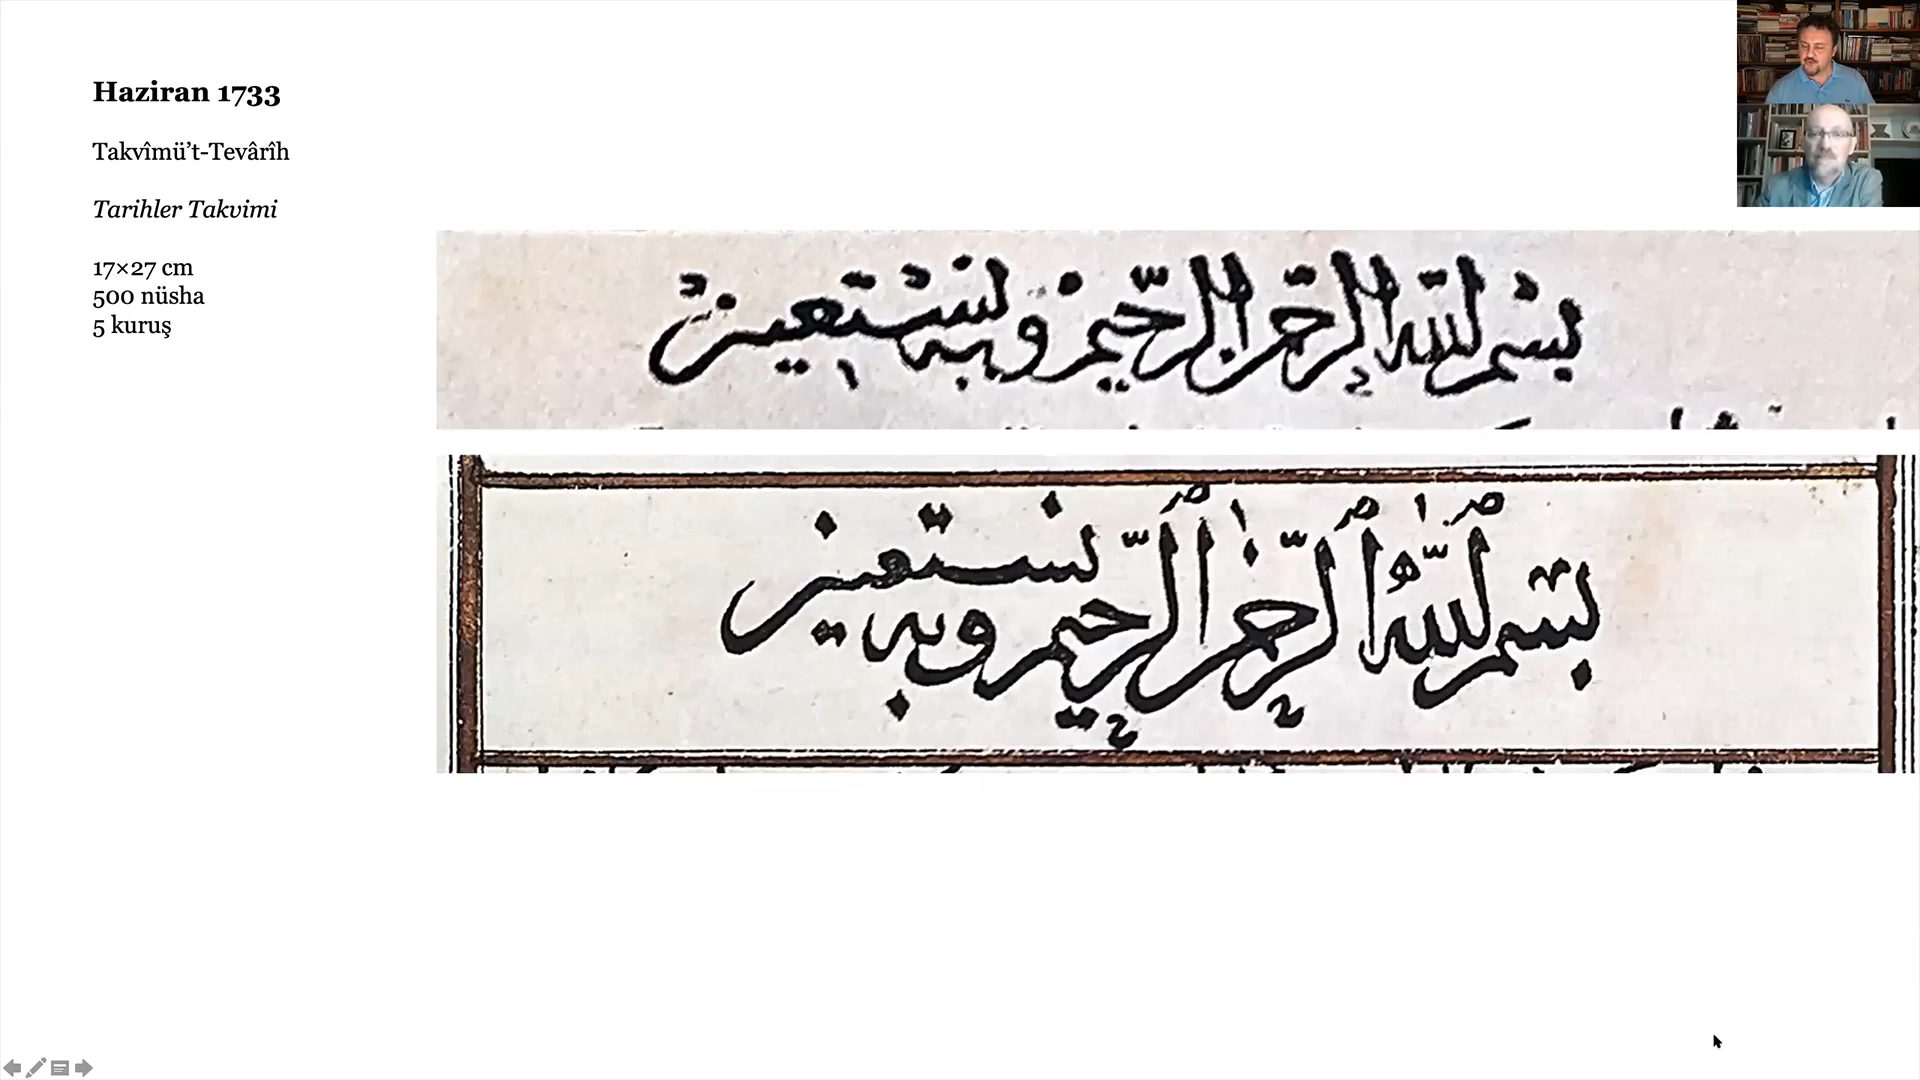 Haziran 1733
Takvîmü’t-Tevârîh
Tarihler Takvimi
17×27 cm
500 nüsha
5 kuruş
بسم الله الرحمن الرحيم وبه نستعين
بسم الله الرحمن الرحيم وبه نستعين